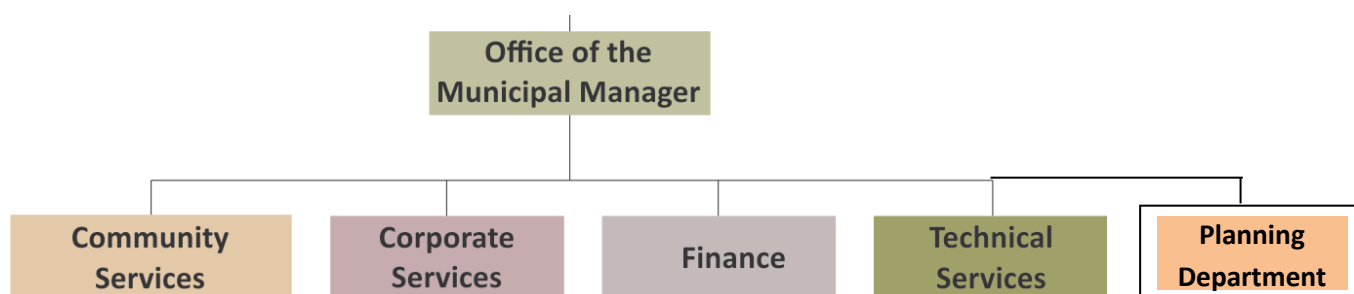 Office of the
Municipal Manager
Community
Services
Corporate
Services
Finance
Technical
Services
Planning
Department